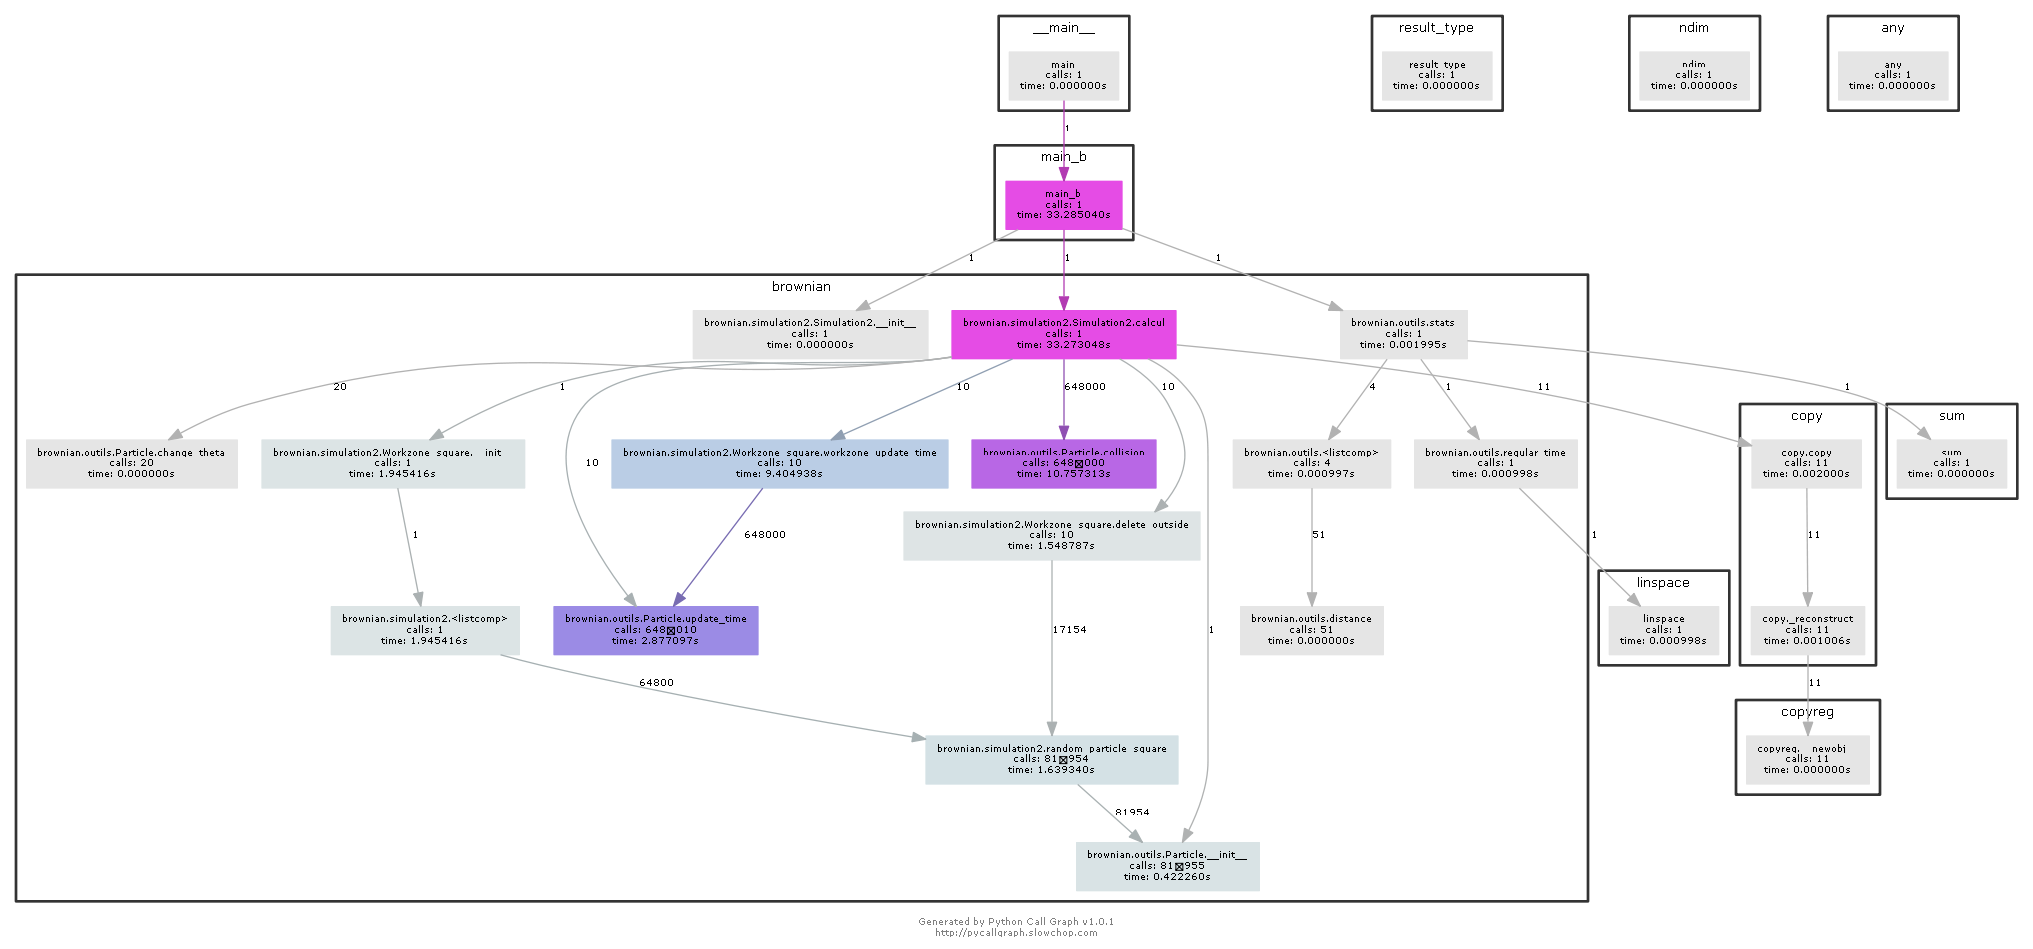 __main__
main
calls: 1
time: 0.000000s
result_type
result_type
calls: 1
time: 0.000000s
ndim
ndim
calls: 1
time: 0.000000s
any
any
calls: 1
time: 0.000000s
1
main_b
main_b
calls: 1
time: 33.285040s
1
1
1
brownian
brownian.simulation2.Simulation2.__init__
calls: 1
time: 0.000000s
brownian.simulation2.Simulation2.calcul
calls: 1
time: 33.273048s
brownian.outils.stats
calls: 1
time: 0.001995s
20
1
10
648000
10
4
1
11
1
brownian.outils.Particle.change_theta
calls: 20
time: 0.000000s
brownian.simulation2.Workzone_square.__init__
calls: 1
time: 1.945416s
10
brownian.simulation2.Workzone_square.workzone_update_time
calls: 10
time: 9.404938s
brownian.outils.Particle.collision
calls: 648 000
time: 10.757313s
brownian.outils.<listcomp>
calls: 4
time: 0.000997s
brownian.outils.regular_time
calls: 1
time: 0.000998s
copy
copy.copy
calls: 11
time: 0.002000s
sum
sum
calls: 1
time: 0.000000s
brownian.simulation2.Workzone_square.delete_outside
calls: 10
time: 1.548787s
1
648000
51
1
11
linspace
linspace
calls: 1
time: 0.000998s
brownian.simulation2.<listcomp>
calls: 1
time: 1.945416s
brownian.outils.Particle.update_time
calls: 648 010
time: 2.877097s
17154
1
brownian.outils.distance
calls: 51
time: 0.000000s
copy._reconstruct
calls: 11
time: 0.001006s
64800
11
copyreg
copyreg.__newobj__
calls: 11
time: 0.000000s
brownian.simulation2.random_particle_square
calls: 81 954
time: 1.639340s
81954
brownian.outils.Particle.__init__
calls: 81 955
time: 0.422260s
Generated by Python Call Graph v1.0.1
http://pycallgraph.slowchop.com